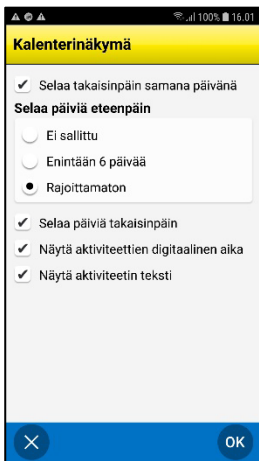 100% 16.01
Kalenterinäkymä
Selaa takaisinpäin samana päivänä
Selaa päiviä eteenpäin
Ei sallittu
Enintään 6 päivää
Rajoittamaton
Selaa päiviä takaisinpäin
Näytä aktiviteettien digitaalinen aika
Näytä aktiviteetin teksti
OK